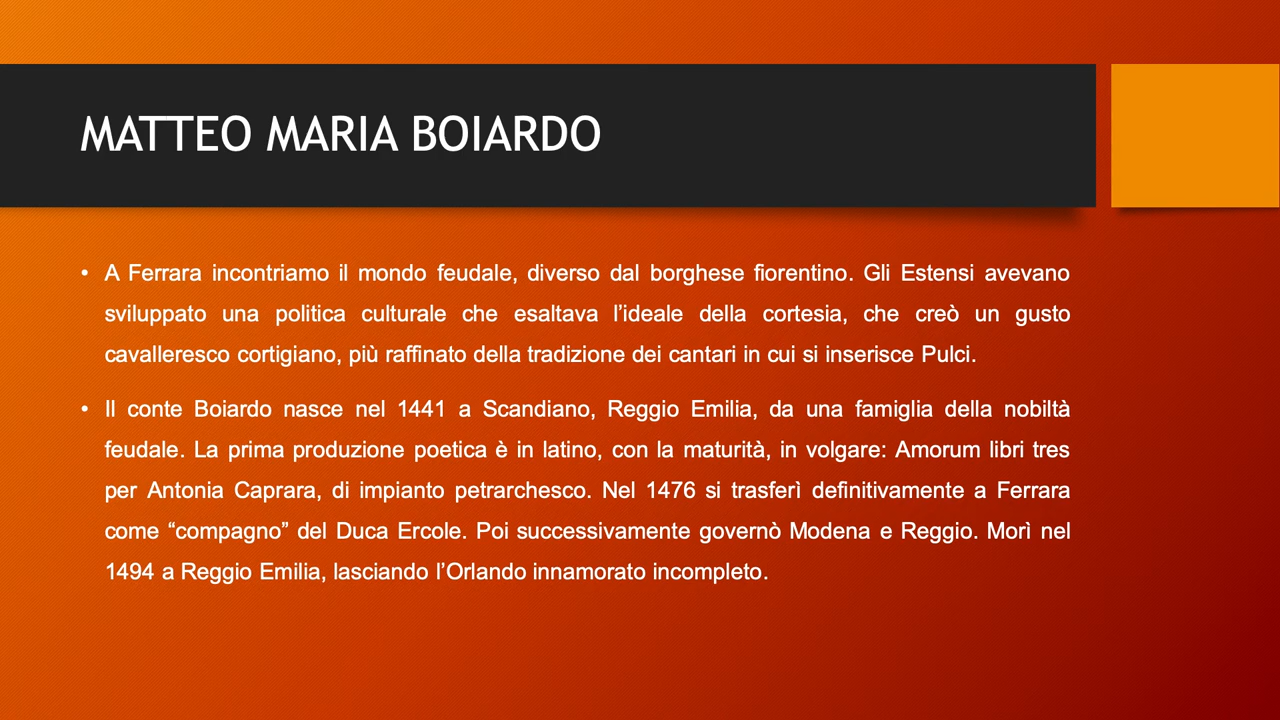 MATTEO MARIA BOIARDO
• A Ferrara incontriamo il mondo feudale, diverso dal borghese fiorentino. Gli Estensi avevano
sviluppato una politica culturale che esaltava l’ideale della cortesia, che creò un gusto
cavalleresco cortigiano, più raffinato della tradizione dei cantari in cui si inserisce Pulci.
• Il conte Boiardo nasce nel 1441 a Scandiano, Reggio Emilia, da una famiglia della nobiltà
feudale. La prima produzione poetica è in latino, con la maturità, in volgare: Amorum libri tres
per Antonia Caprara, di impianto petrarchesco. Nel 1476 si trasferì definitivamente a Ferrara
come “compagno” del Duca Ercole. Poi successivamente governò Modena e Reggio. Morì nel
1494 a Reggio Emilia, lasciando l’Orlando innamorato incompleto.